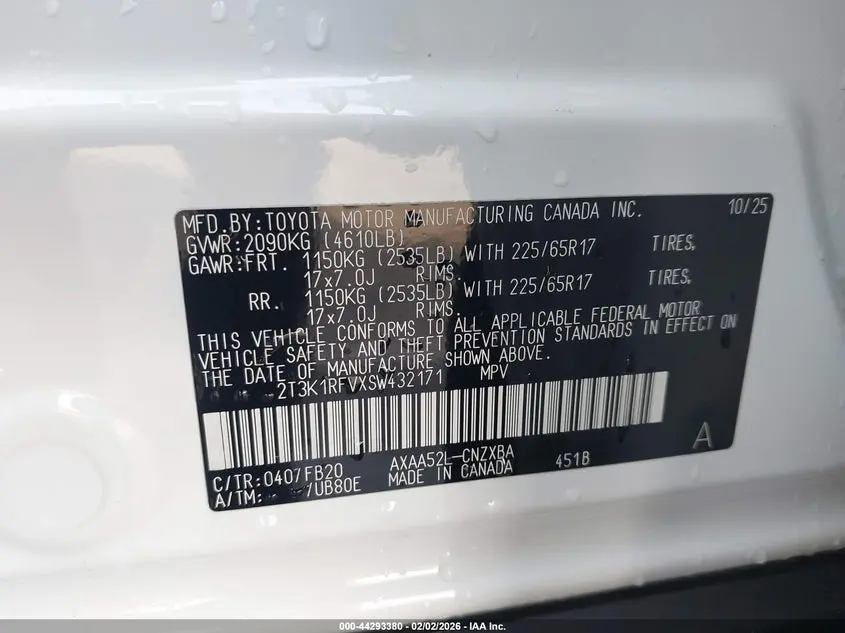 MFD.BY:TOYOTA MOTOR MANUFACTURING CANADA INC. 10/25
GVWR:2090KG (4610LB)
GAWR:FRT. 1150KG (2535LB) WITH 225/65R17 TIRES,
17x7.0J RIMS.
RR. 1150KG (2535LB) WITH 225/65R17 TIRES,
17x7.0J RIMS.
THIS VEHICLE CONFORMS TO ALL APPLICABLE FEDERAL MOTOR
VEHICLE SAFETY AND THEFT PREVENTION STANDARDS IN EFFECT ON
THE DATE OF MANUFACTURE SHOWN ABOVE.
2T3K1RFVXSW432171 MPV
C/TR:0407FB20 AXAA52L-CNZXBA 451B A
A/TM: /UB80E MADE IN CANADA
000-44293380 - 02/02/2026 - IAA Inc.